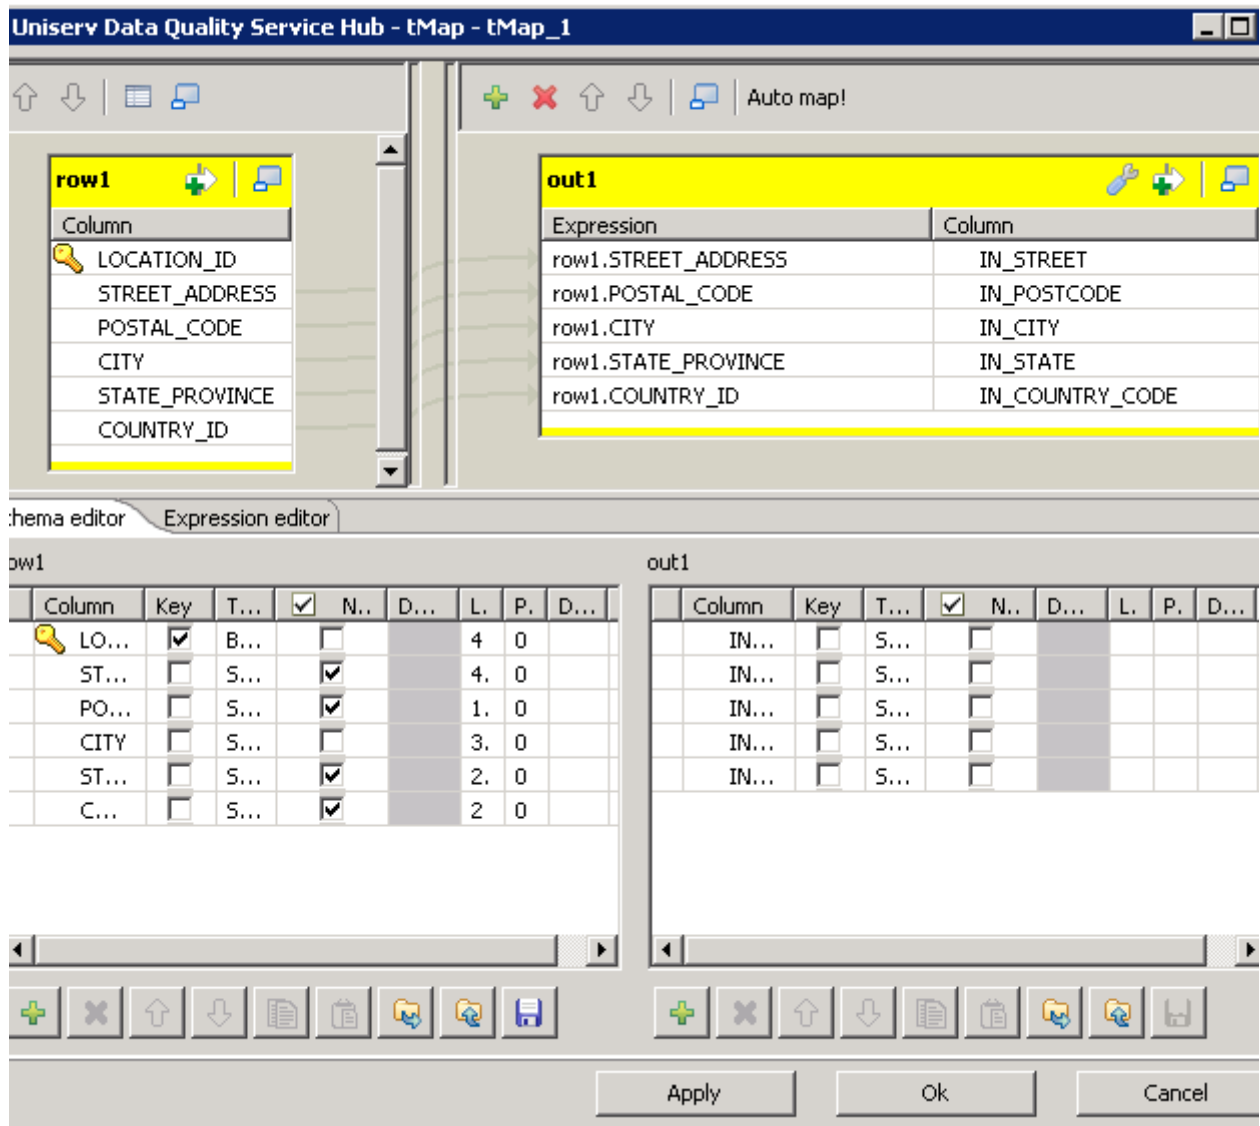 Uniserv Data Quality Service Hub - tMap - tMap_1
Auto map!
row1
Column
LOCATION_ID
STREET_ADDRESS
POSTAL_CODE
CITY
STATE_PROVINCE
COUNTRY_ID
out1
Expression Column
row1.STREET_ADDRESS IN_STREET
row1.POSTAL_CODE IN_POSTCODE
row1.CITY IN_CITY
row1.STATE_PROVINCE IN_STATE
row1.COUNTRY_ID IN_COUNTRY_CODE
hema editor Expression editor
ow1
Column Key T... N.. D... L. P. D...
LO... B... 4 0
ST... S... 4. 0
PO... S... 1. 0
CITY S... 3. 0
ST... S... 2. 0
C... S... 2 0
out1
Column Key T... N.. D... L. P. D...
IN... S...
IN... S...
IN... S...
IN... S...
IN... S...
Apply Ok Cancel